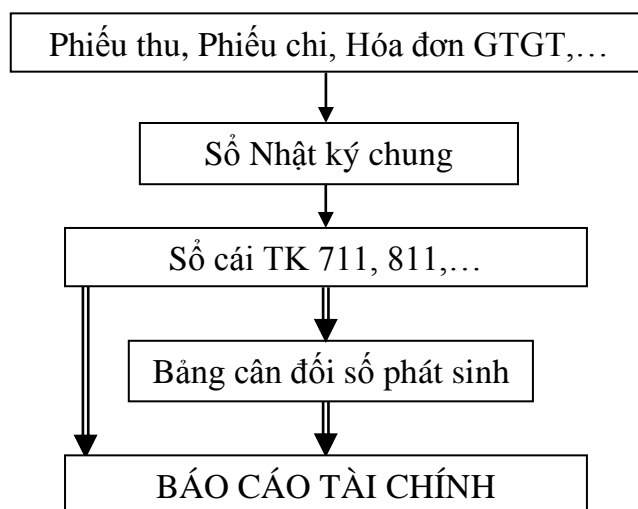 Phiếu thu, Phiếu chi, Hóa đơn GTGT,…
Sổ Nhật ký chung
Sổ cái TK 711, 811,…
Bảng cân đối số phát sinh
BÁO CÁO TÀI CHÍNH